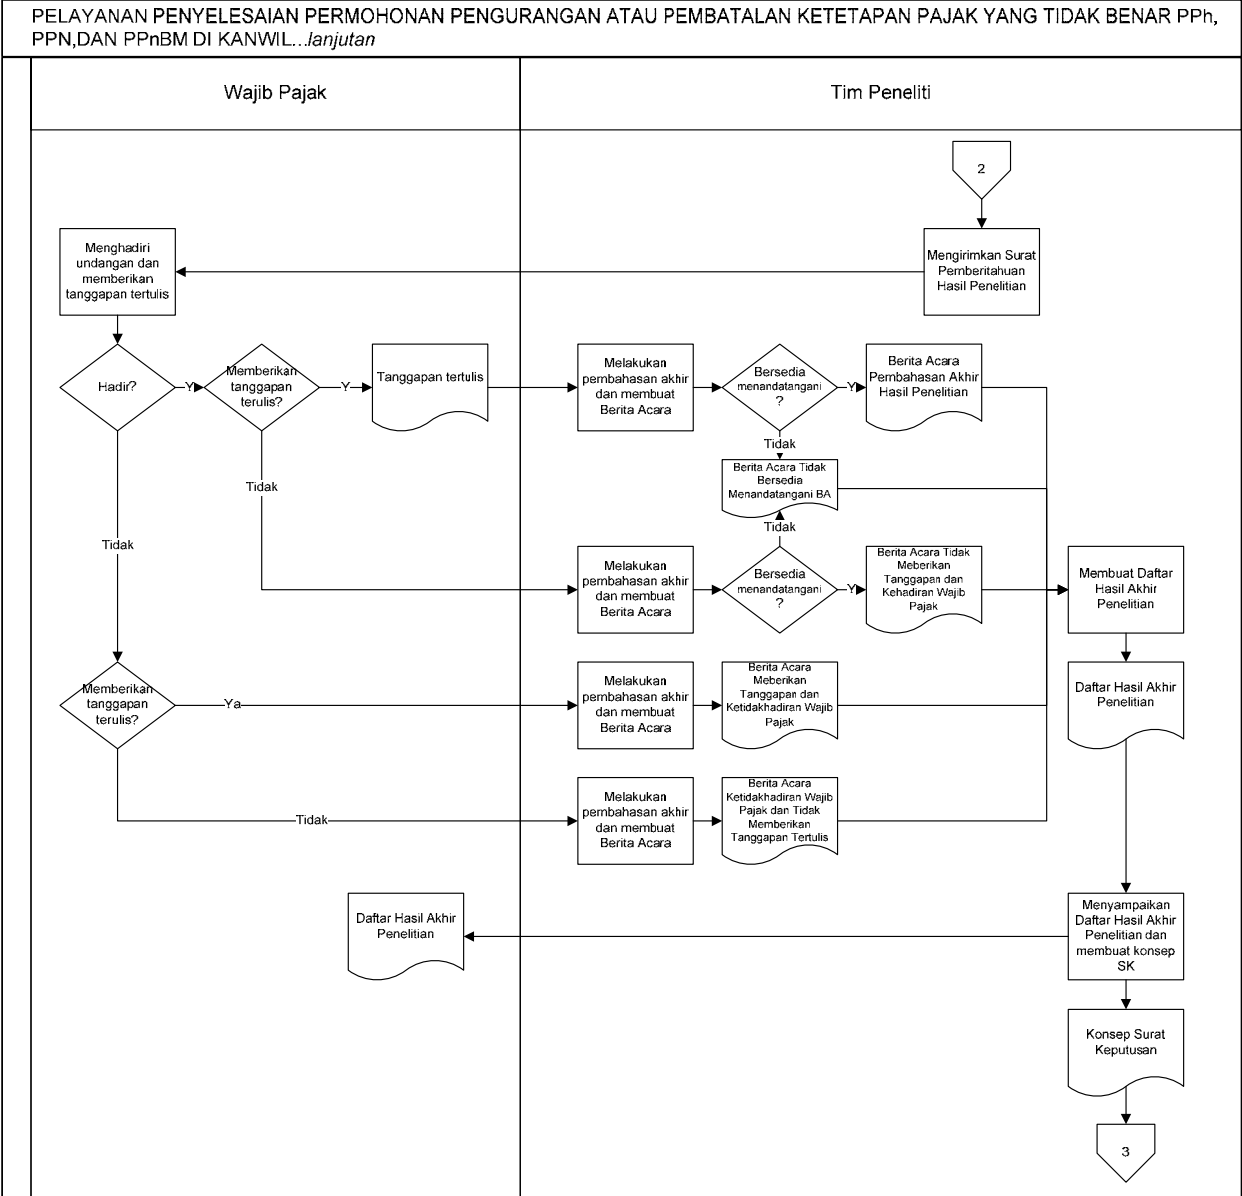 PELAYANAN PENYELESAIAN PERMOHONAN PENGURANGAN ATAU PEMBATALAN KETETAPAN PAJAK YANG TIDAK BENAR PPh,
PPN,DAN PPnBM DI KANWIL...lanjutan
Wajib Pajak
Tim Peneliti
2
Menghadiri
undangan dan
memberikan
tanggapan tertulis
Mengirimkan Surat
Pemberitahuan
Hasil Penelitian
Hadir?
Y
Memberikan
tanggapan
terulis?
Y
Tanggapan tertulis
Melakukan
pembahasan akhir
dan membuat
Berita Acara
Bersedia
menandatangani
?
Y
Berita Acara
Pembahasan Akhir
Hasil Penelitian
Tidak
Berita Acara Tidak
Bersedia
Menandatangani BA
Tidak
Tidak
Tidak
Melakukan
pembahasan akhir
dan membuat
Berita Acara
Bersedia
menandatangani
?
Y
Berita Acara Tidak
Meberikan
Tanggapan dan
Kehadiran Wajib
Pajak
Membuat Daftar
Hasil Akhir
Penelitian
Memberikan
tanggapan
terulis?
Ya
Melakukan
pembahasan akhir
dan membuat
Berita Acara
Berita Acara
Meberikan
Tanggapan dan
Ketidakhadiran Wajib
Pajak
Daftar Hasil Akhir
Penelitian
Tidak
Melakukan
pembahasan akhir
dan membuat
Berita Acara
Berita Acara
Ketidakhadiran Wajib
Pajak dan Tidak
Memberikan
Tanggapan Tertulis
Daftar Hasil Akhir
Penelitian
Menyampaikan
Daftar Hasil Akhir
Penelitian dan
membuat konsep
SK
Konsep Surat
Keputusan
3